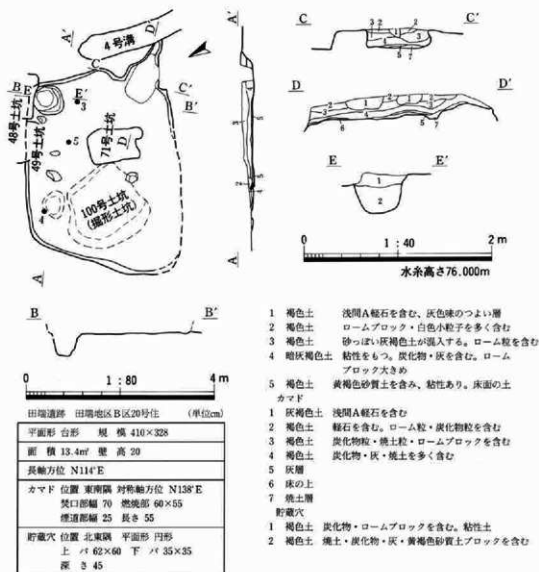 A′
4号溝
D′
C
B
E
E′
3
C′
B′
48号土坑
49号土坑
5
71号土坑
D
100号土坑
(掘形土坑)
4
A
A′
A
C
C′
D
D′
E
E′
1
2
0
1 : 40
2 m
水糸高さ76.000m
B
B′
0
1 : 80
4 m
田端遺跡 田端地区B区20号住 (単位cm)
平面形 台形 規模 410×328
面積 13.4㎡ 壁高 20
長軸方位 N114°E
カマド 位置 東南隅 対称軸方位 N138°E
焚口部幅 70 燃焼部 60×55
煙道部幅 25 長さ 55
貯蔵穴 位置 北東隅 平面形 円形
上バ 62×60 下バ 35×35
深さ 45
1 褐色土 浅間A軽石を含む、灰色味のつよい層
2 褐色土 ロームブロック・白色小粒子を多く含む
3 褐色土 砂っぽい灰褐色土が混入する。ローム粒を含む
4 暗灰褐色土 粘性をもつ。炭化物・灰を含む。ローム
ブロック大きめ
5 褐色土 黄褐色砂質土を含み、粘性あり。床面の土
カマド
1 灰褐色土 浅間A軽石を含む
2 褐色土 軽石を含む。ローム粒・炭化物粒を含む
3 褐色土 炭化物粒・焼土粒・ロームブロックを含む
4 褐色土 炭化物・灰・焼土を多く含む
5 灰層
6 床の上
7 焼土層
貯蔵穴
1 褐色土 炭化物・ロームブロックを含む。粘性土
2 褐色土 焼土・炭化物・灰・黄褐色砂質土ブロックを含む